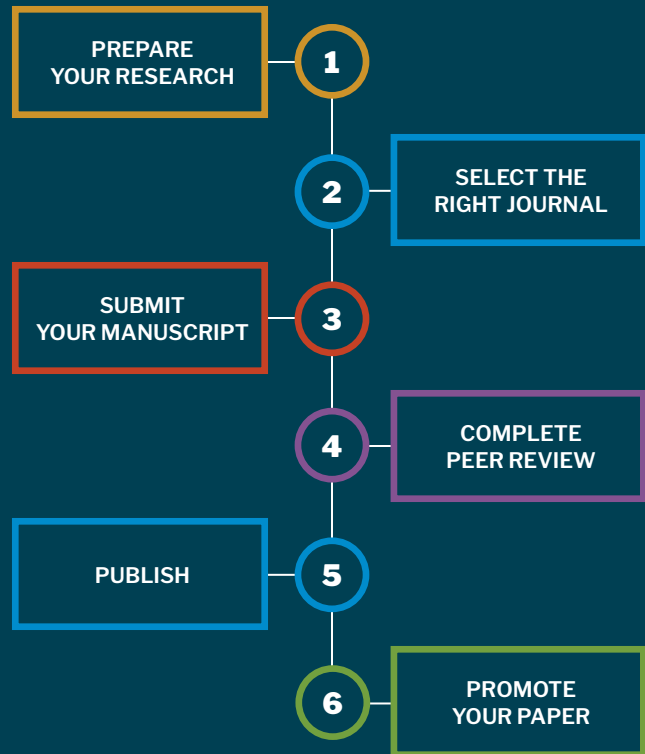 PREPARE
YOUR RESEARCH
1
2
SELECT THE
RIGHT JOURNAL
SUBMIT
YOUR MANUSCRIPT
3
4
COMPLETE
PEER REVIEW
PUBLISH
5
6
PROMOTE
YOUR PAPER